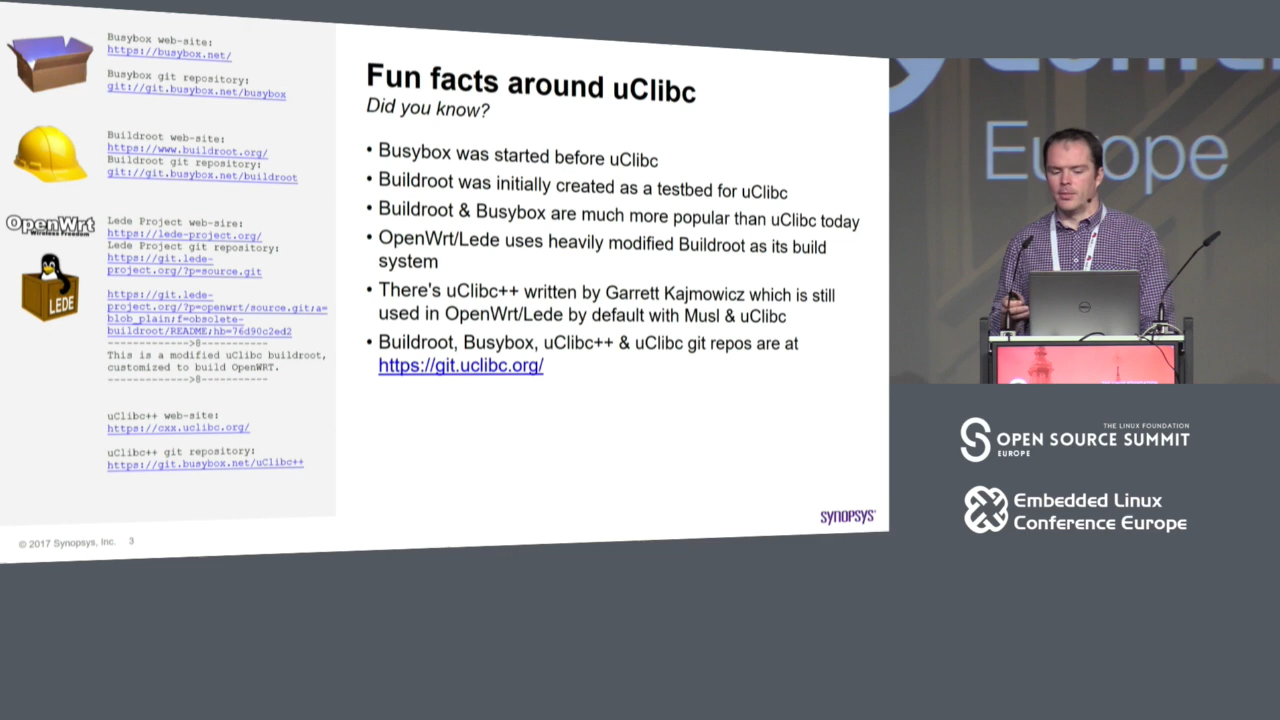 Busybox web-site:
https://busybox.net/
Busybox git repository:
git://git.busybox.net/busybox
Buildroot web-site:
https://www.buildroot.org/
Buildroot git repository:
git://git.busybox.net/buildroot
OpenWrt
Wireless Freedom
LEDE
Lede Project web-sire:
https://lede-project.org/
Lede Project git repository:
https://git.lede-
project.org/?p=source.git
https://git.lede-
project.org/?p=openwrt/source.git;a=
blob_plain;f=obsolete-
buildroot/README;hb=76d90c2ed2
------------->8-----------
This is a modified uClibc buildroot,
customized to build OpenWRT.
------------->8-----------
uClibc++ web-site:
https://cxx.uclibc.org/
uClibc++ git repository:
https://git.busybox.net/uClibc++
© 2017 Synopsys, Inc. 3
Fun facts around uClibc
Did you know?
• Busybox was started before uClibc
• Buildroot was initially created as a testbed for uClibc
• Buildroot & Busybox are much more popular than uClibc today
• OpenWrt/Lede uses heavily modified Buildroot as its build
system
• There's uClibc++ written by Garrett Kajmowicz which is still
used in OpenWrt/Lede by default with Musl & uClibc
• Buildroot, Busybox, uClibc++ & uClibc git repos are at
https://git.uclibc.org/
SYNOPSYS
Europe
DELL
THE LINUX FOUNDATION
OPEN SOURCE SUMMIT
EUROPE
Embedded Linux
Conference Europe